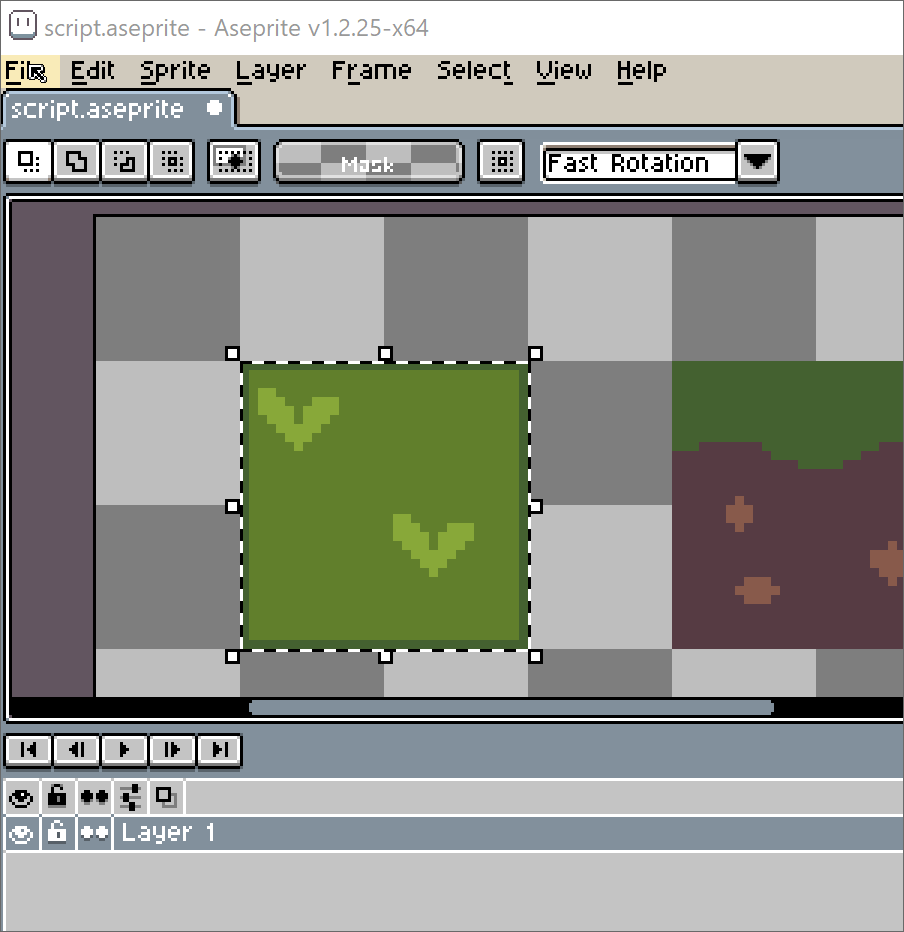 script.aseprite - Aseprite v1.2.25-x64
File Edit Sprite Layer Frame Select View Help
script.aseprite
Mask Fast Rotation
Layer 1